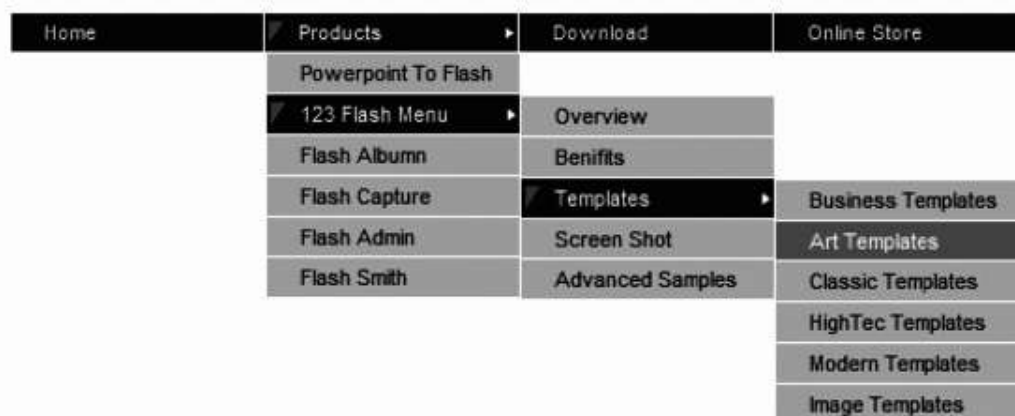 Home
Products
Download
Online Store
Powerpoint To Flash
123 Flash Menu
Flash Albumn
Flash Capture
Flash Admin
Flash Smith
Overview
Benifits
Templates
Screen Shot
Advanced Samples
Business Templates
Art Templates
Classic Templates
HighTec Templates
Modern Templates
Image Templates